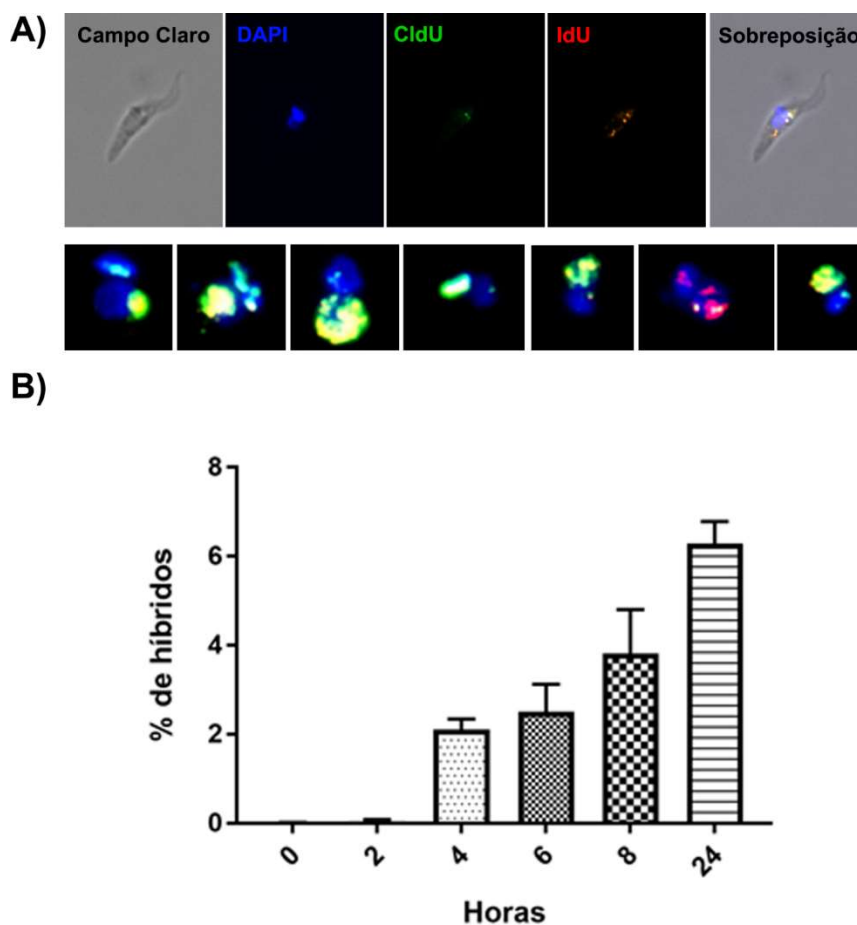 A)
Campo Claro
DAPI
CldU
IdU
Sobreposição
B)
% de híbridos
8
6
4
2
0
0
2
4
6
8
24
Horas